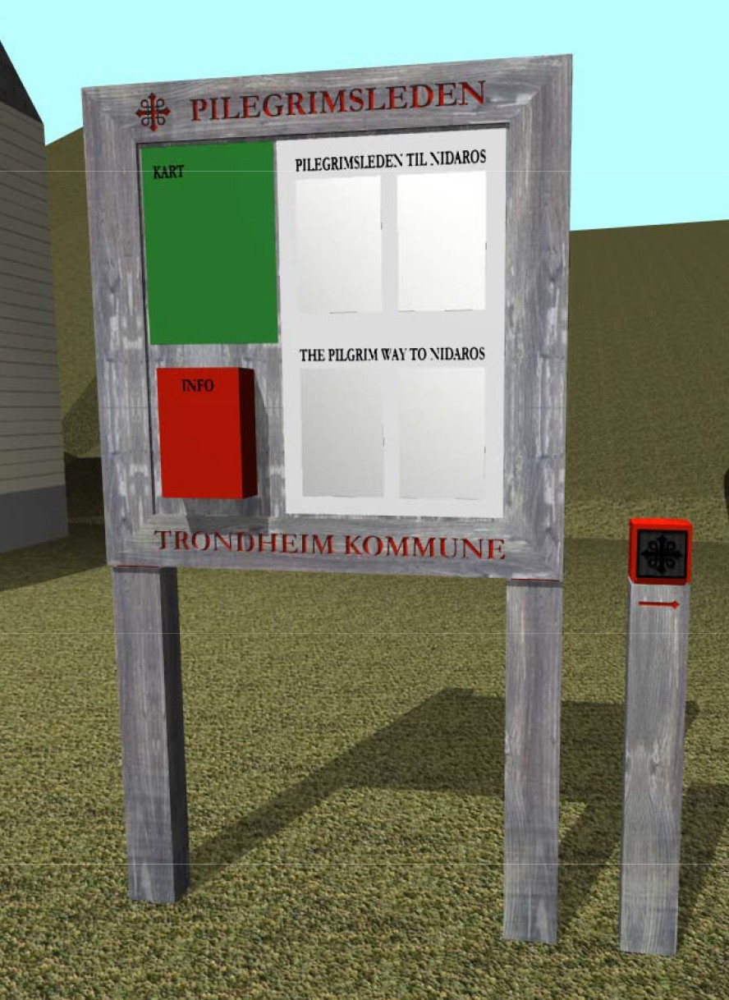 PILEGRIMSLEDEN
KART
PILEGRIMSLEDEN TIL NIDAROS
THE PILGRIM WAY TO NIDAROS
INFO
TRONDHEIM KOMMUNE